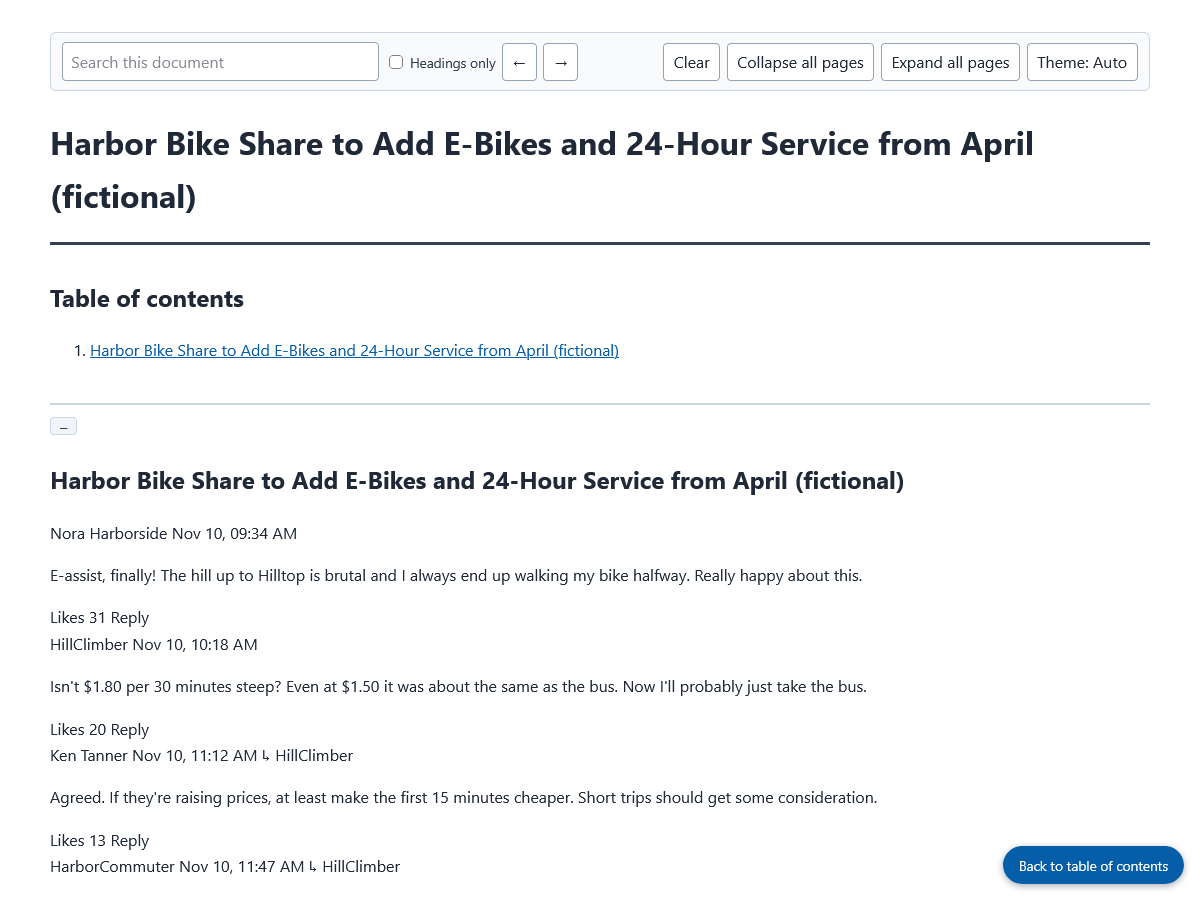 Search this document
Headings only
←
→
Clear
Collapse all pages
Expand all pages
Theme: Auto
Harbor Bike Share to Add E-Bikes and 24-Hour Service from April
(fictional)
Table of contents
1. Harbor Bike Share to Add E-Bikes and 24-Hour Service from April (fictional)
–
Harbor Bike Share to Add E-Bikes and 24-Hour Service from April (fictional)
Nora Harborside Nov 10, 09:34 AM
E-assist, finally! The hill up to Hilltop is brutal and I always end up walking my bike halfway. Really happy about this.
Likes 31 Reply
HillClimber Nov 10, 10:18 AM
Isn't $1.80 per 30 minutes steep? Even at $1.50 it was about the same as the bus. Now I'll probably just take the bus.
Likes 20 Reply
Ken Tanner Nov 10, 11:12 AM ↳ HillClimber
Agreed. If they're raising prices, at least make the first 15 minutes cheaper. Short trips should get some consideration.
Likes 13 Reply
HarborCommuter Nov 10, 11:47 AM ↳ HillClimber
Back to table of contents